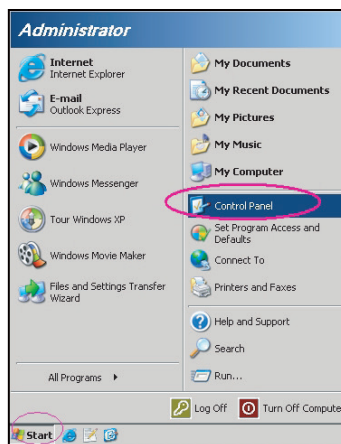 Administrator
Internet
Internet Explorer
E-mail
Outlook Express
Windows Media Player
Windows Messenger
Tour Windows XP
Windows Movie Maker
Files and Settings Transfer
Wizard
All Programs
My Documents
My Recent Documents
My Pictures
My Music
My Computer
Control Panel
Set Program Access and
Defaults
Connect To
Printers and Faxes
Help and Support
Search
Run...
Log Off
Turn Off Compute
Start